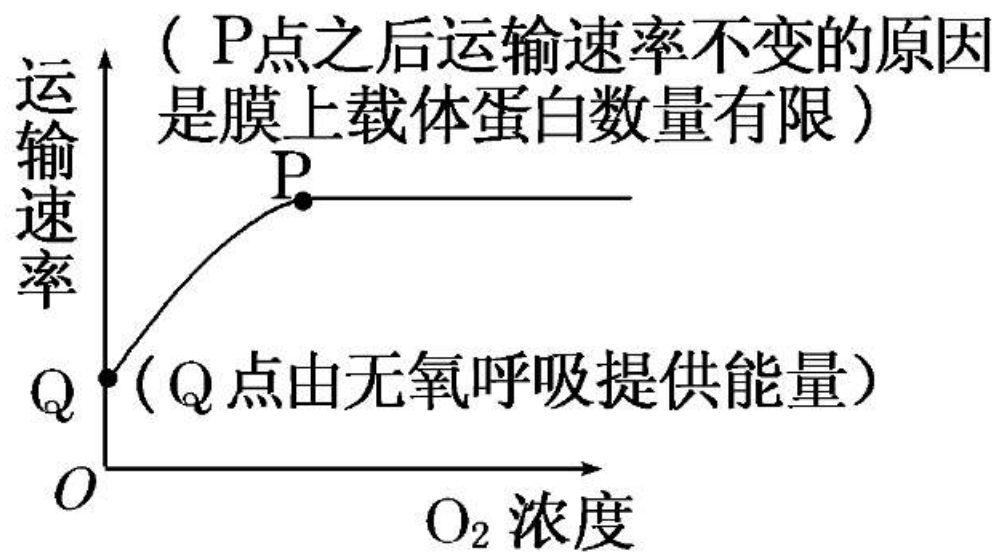 运输速率
( P点之后运输速率不变的原因
是膜上载体蛋白数量有限 )
P
Q
(Q点由无氧呼吸提供能量)
O
O₂ 浓度